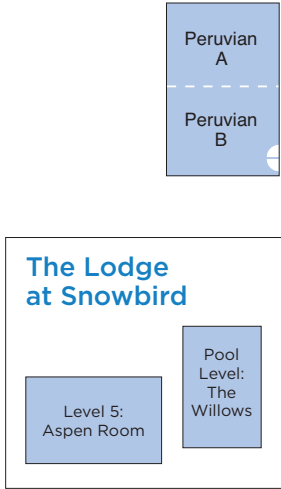 Peruvian
A
Peruvian
B
The Lodge
at Snowbird
Pool
Level:
The
Willows
Level 5:
Aspen Room